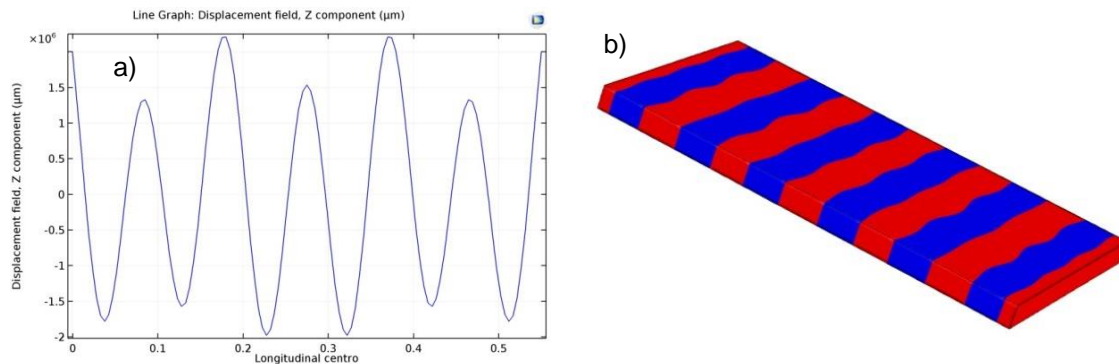 Line Graph: Displacement field, Z component (µm)
×10⁶
a)
b)
1.5
1
0.5
0
-0.5
-1
-1.5
-2
Displacement field, Z component (µm)
0 0.1 0.2 0.3 0.4 0.5
Longitudinal centro